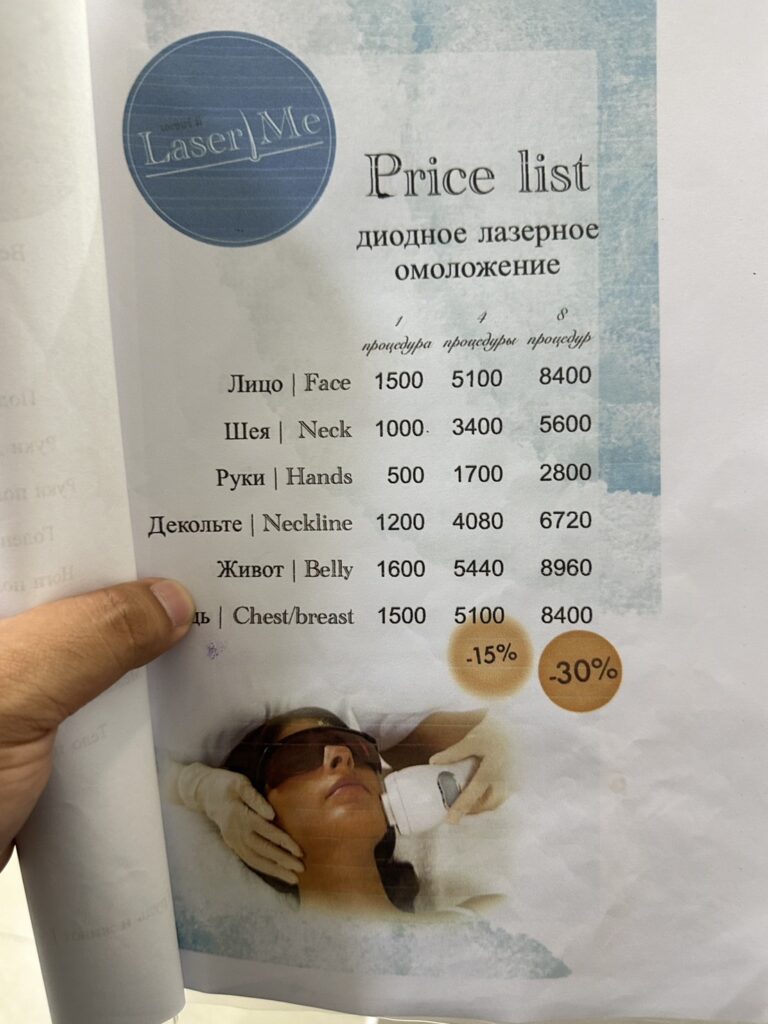 Laser Me
Price list
диодное лазерное
омоложение
1 4 8
процедура процедуры процедур
Лицо | Face 1500 5100 8400
Шея | Neck 1000 3400 5600
Руки | Hands 500 1700 2800
Декольте | Neckline 1200 4080 6720
Живот | Belly 1600 5440 8960
дь | Chest/breast 1500 5100 8400
-15% -30%